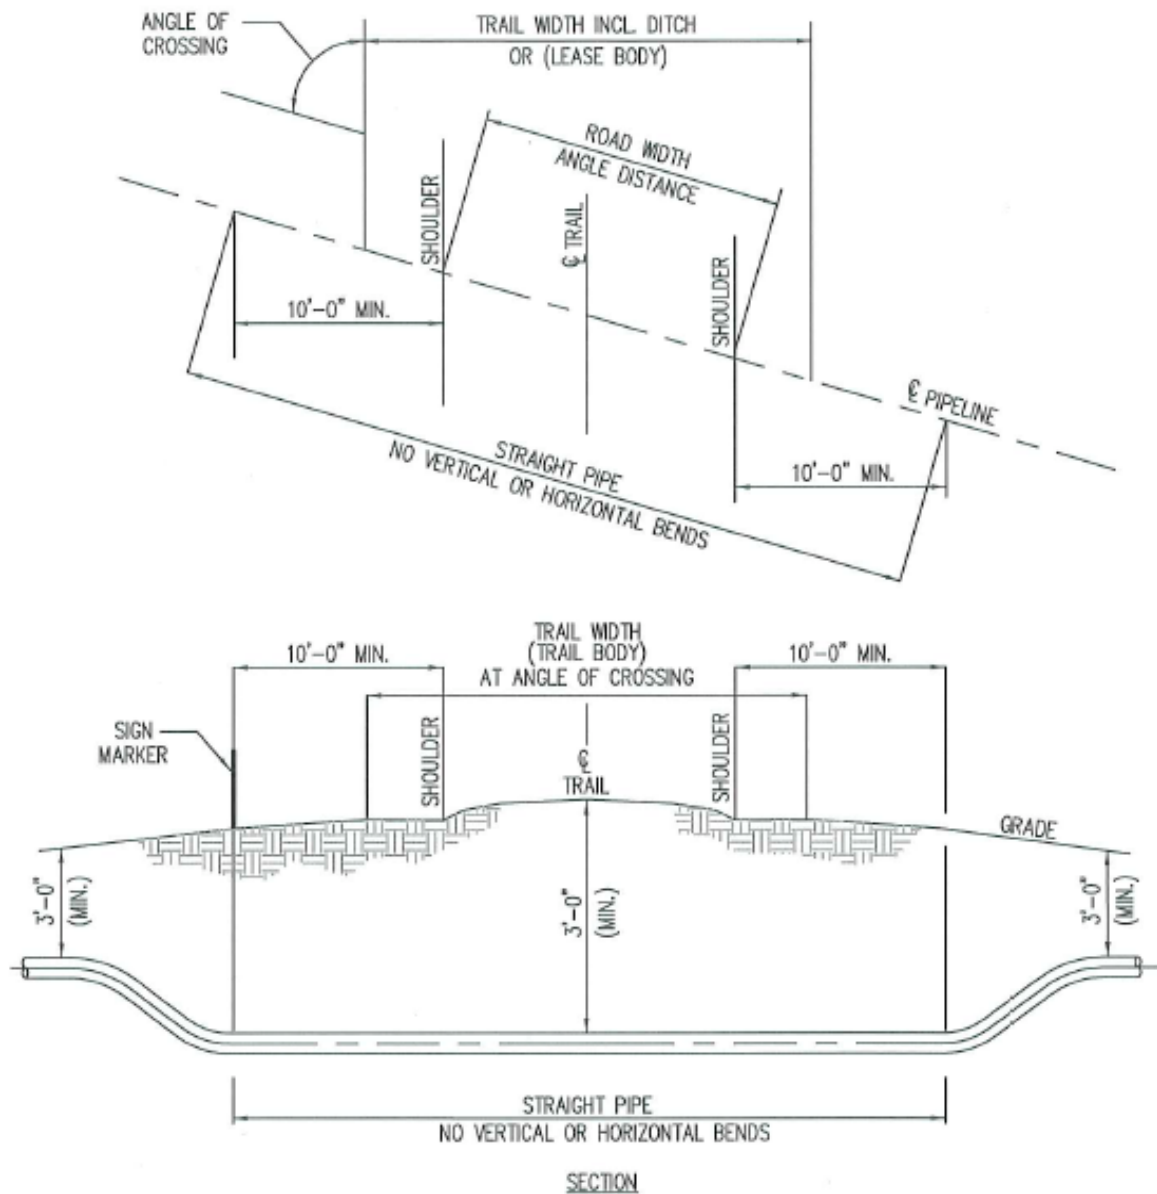 ANGLE OF
CROSSING
TRAIL WIDTH INCL. DITCH
OR (LEASE BODY)
ROAD WIDTH
ANGLE DISTANCE
SHOULDER
℄ TRAIL
SHOULDER
10'-0" MIN.
℄ PIPELINE
STRAIGHT PIPE
NO VERTICAL OR HORIZONTAL BENDS
10'-0" MIN.
TRAIL WIDTH
(TRAIL BODY)
AT ANGLE OF CROSSING
10'-0" MIN.
10'-0" MIN.
SIGN
MARKER
SHOULDER
℄
TRAIL
SHOULDER
GRADE
3'-0"
(MIN.)
3'-0"
(MIN.)
3'-0"
(MIN.)
STRAIGHT PIPE
NO VERTICAL OR HORIZONTAL BENDS
SECTION